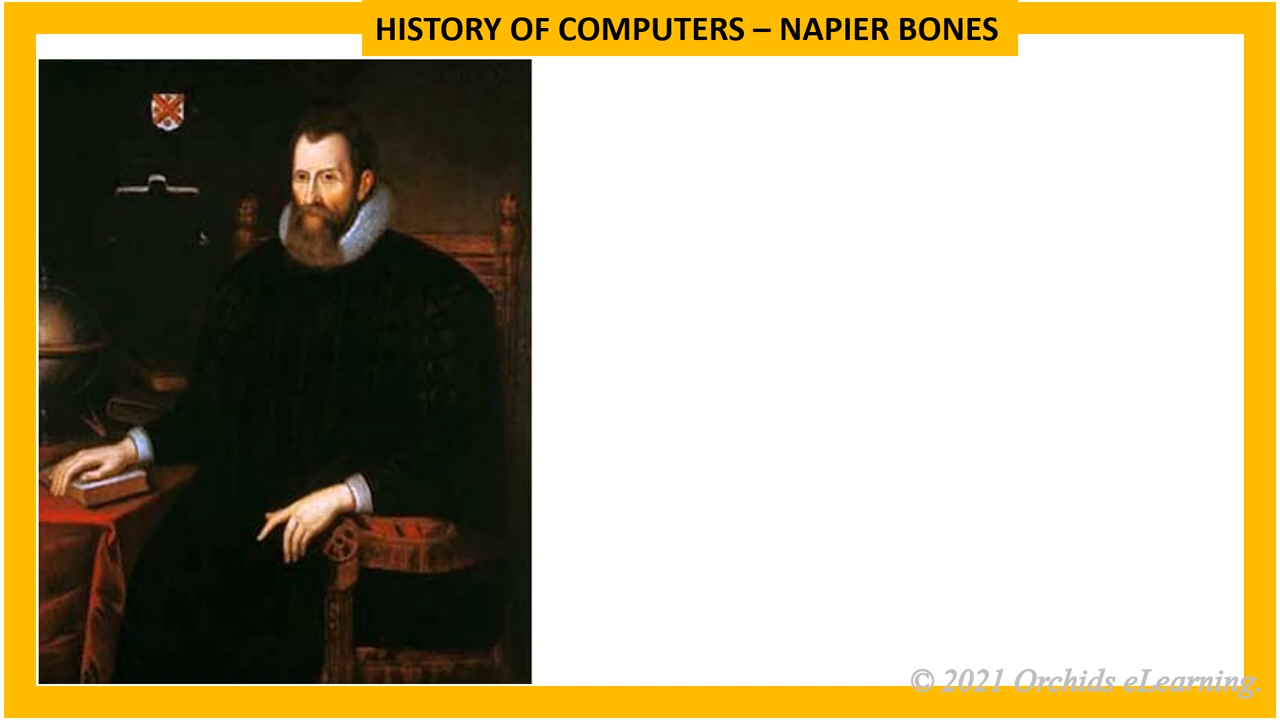 HISTORY OF COMPUTERS – NAPIER BONES
© 2021 Orchids eLearning.